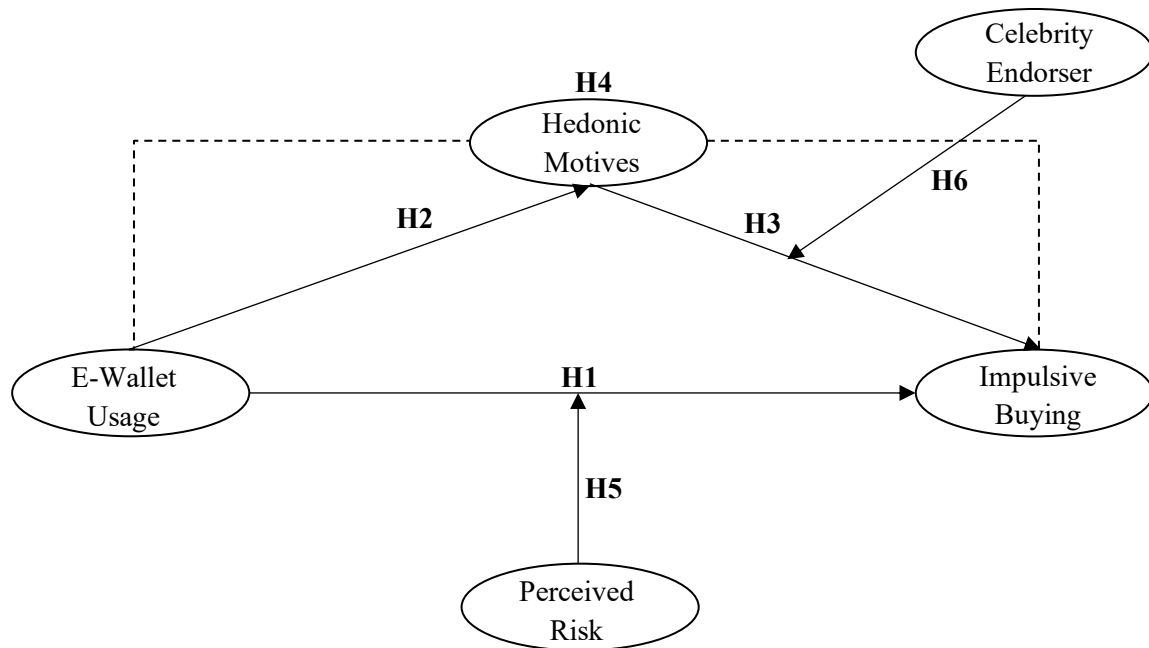 Celebrity
Endorser
H4
Hedonic
Motives
H6
H2
H3
E-Wallet
Usage
H1
Impulsive
Buying
H5
Perceived
Risk